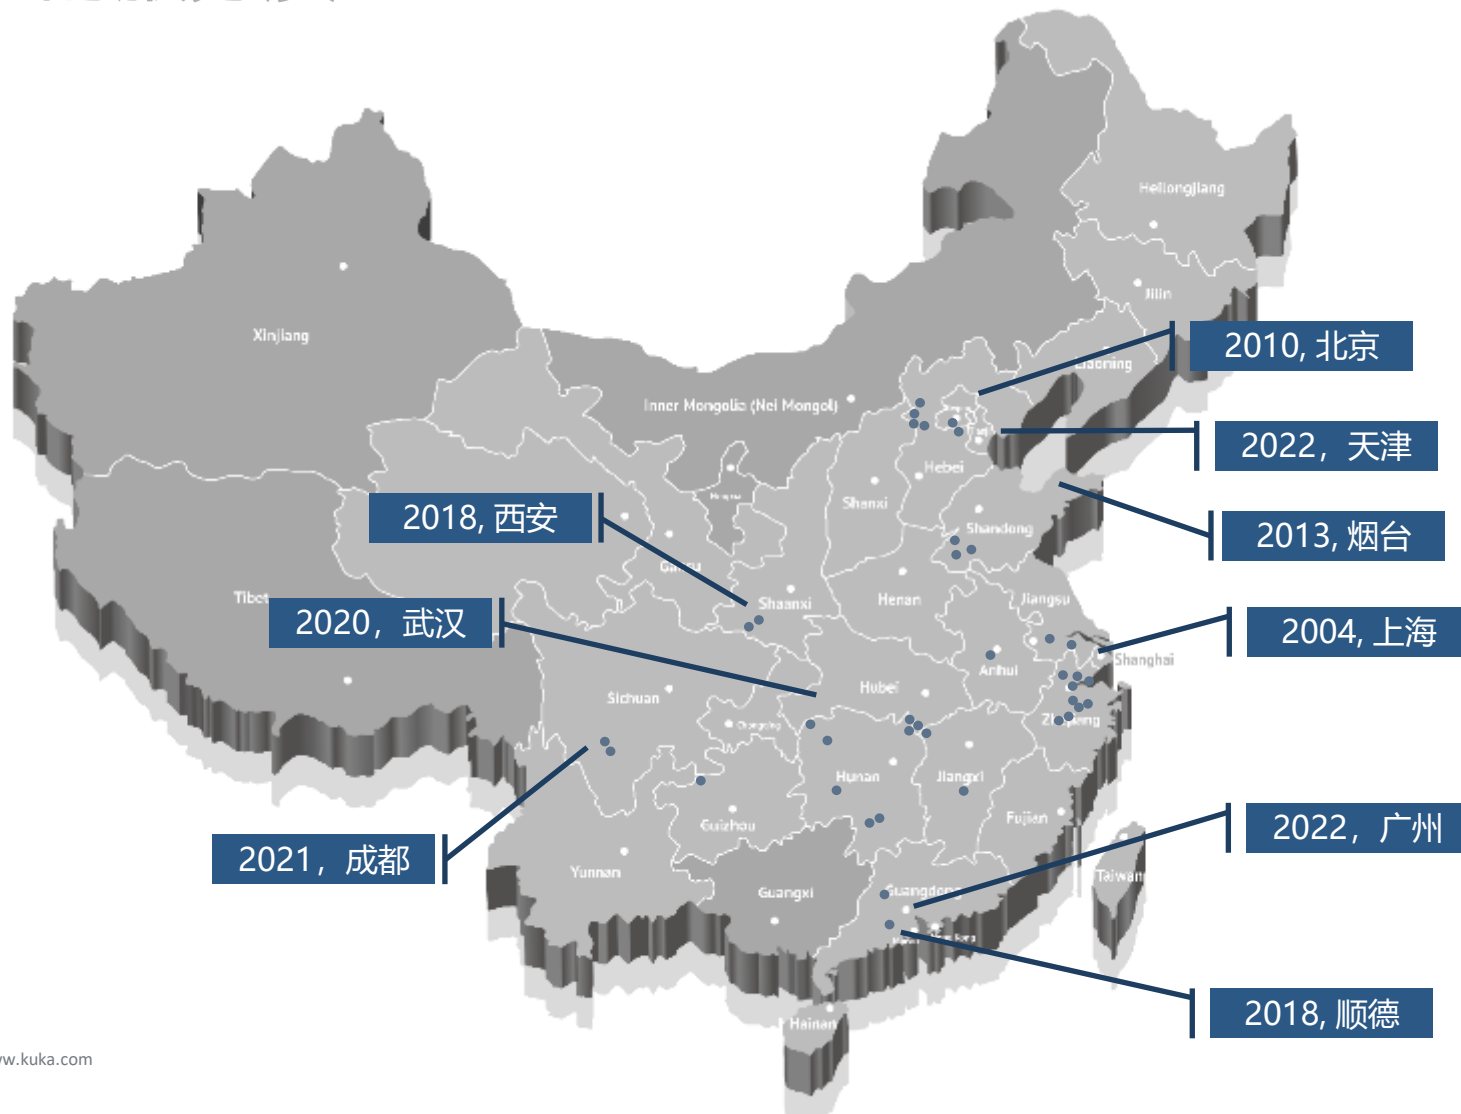 Heilongjiang
Jilin
Xinjiang
2010, 北京
Liaoning
Inner Mongolia (Nei Mongol)
2022，天津
Hebei
2018, 西安
Shanxi
Shandong
2013, 烟台
Gansu
Tibet
Shaanxi
Henan
Jiangsu
2020，武汉
2004, 上海
Shanghai
Anhui
Hubei
Sichuan
Chongqing
Zhejiang
Hunan
Jiangxi
Fujian
2022，广州
Guizhou
2021，成都
Yunnan
Guangxi
Guangdong
Taiwan
2018, 顺德
Hainan
w.kuka.com